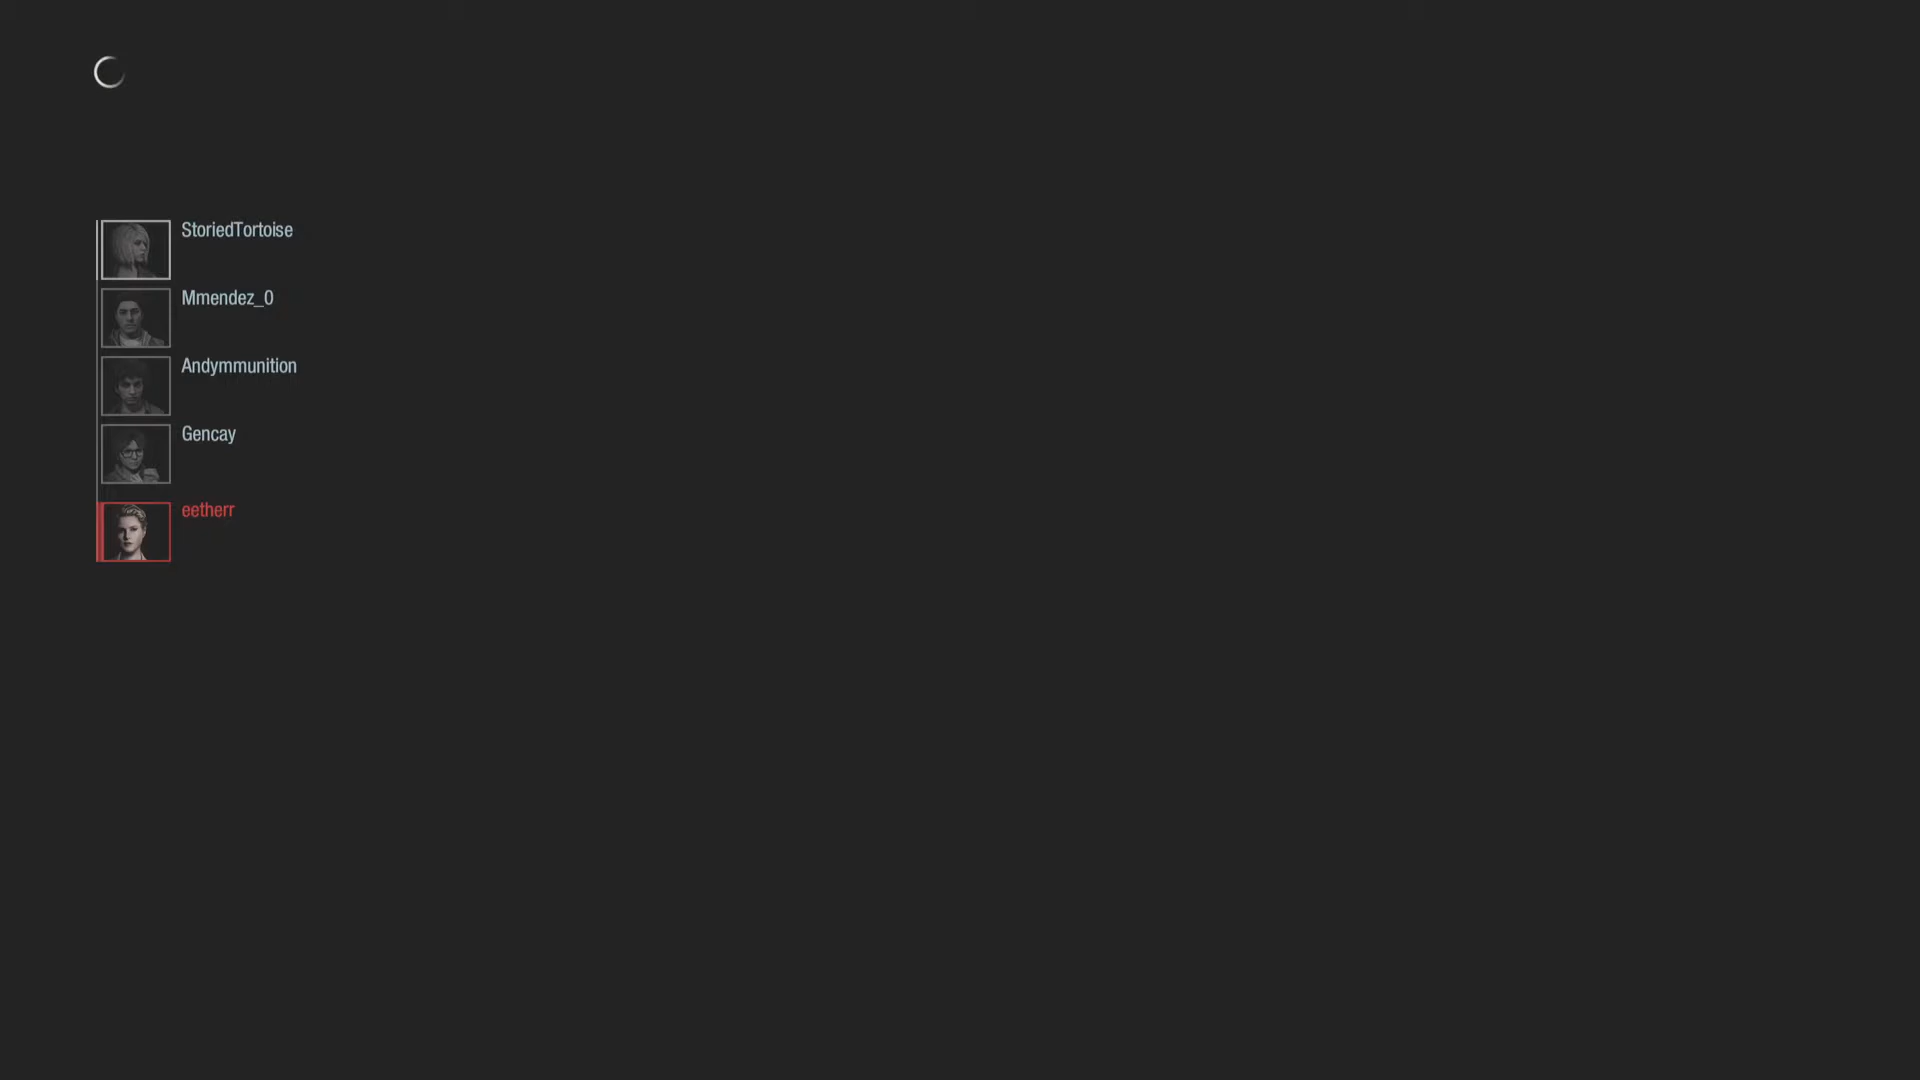 StoriedTortoise
Mmendez_0
Andymmunition
Gencay
eetherr